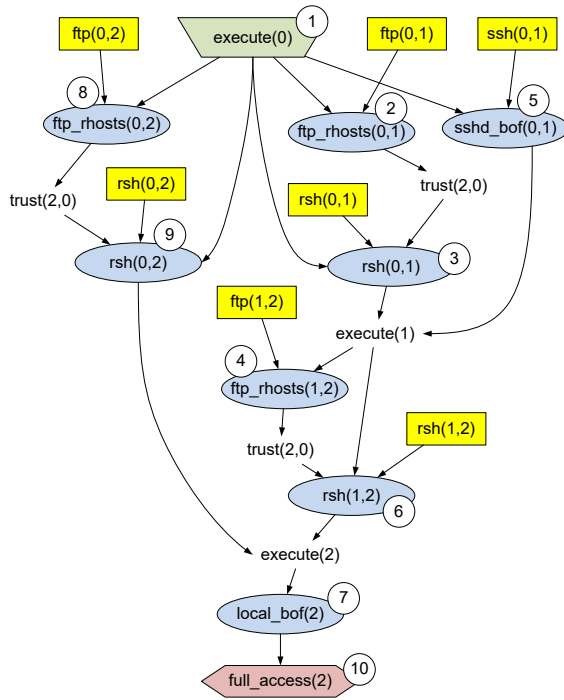 1
ftp(0,2)
execute(0)
ftp(0,1)
ssh(0,1)
8
2
5
ftp_rhosts(0,2)
ftp_rhosts(0,1)
sshd_bof(0,1)
trust(2,0)
rsh(0,2)
rsh(0,1)
trust(2,0)
9
3
rsh(0,2)
rsh(0,1)
ftp(1,2)
execute(1)
4
ftp_rhosts(1,2)
rsh(1,2)
trust(2,0)
rsh(1,2)
6
execute(2)
7
local_bof(2)
10
full_access(2)